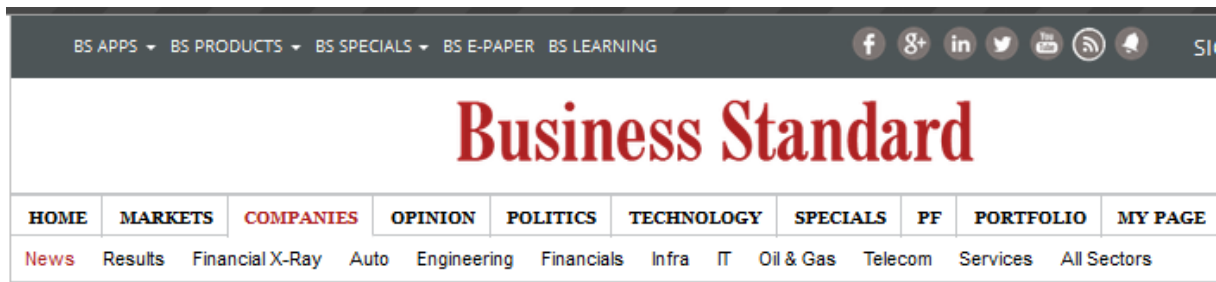 BS APPS BS PRODUCTS BS SPECIALS BS E-PAPER BS LEARNING
Business Standard
HOME MARKETS COMPANIES OPINION POLITICS TECHNOLOGY SPECIALS PF PORTFOLIO MY PAGE
News Results Financial X-Ray Auto Engineering Financials Infra IT Oil & Gas Telecom Services All Sectors